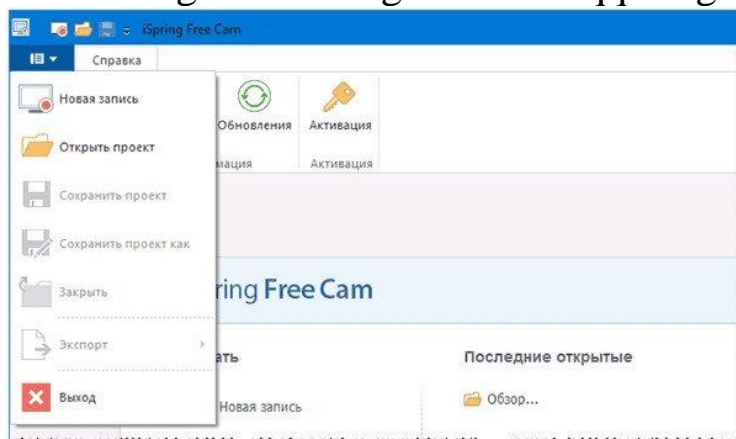 iSpring Free Cam
Справка
Новая запись
Обновления
Активация
Открыть проект
мация
Активация
Сохранить проект
Сохранить проект как
Закрыть
ring Free Cam
Экспорт
ать
Последние открытые
Выход
Новая запись
Обзор...